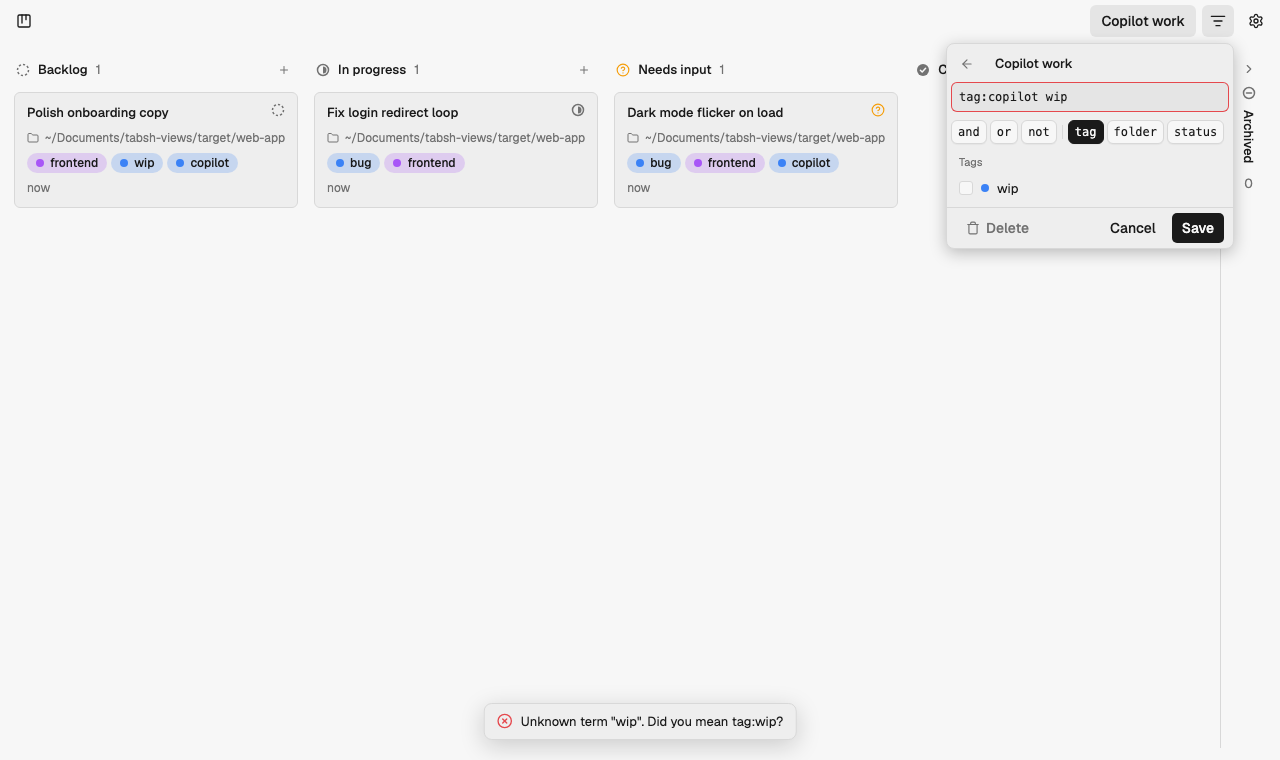 Copilot work
Backlog 1
In progress 1
Needs input 1
Polish onboarding copy
~/Documents/tabsh-views/target/web-app
frontend wip copilot
now
Fix login redirect loop
~/Documents/tabsh-views/target/web-app
bug frontend
now
Dark mode flicker on load
~/Documents/tabsh-views/target/web-app
bug frontend copilot
now
Copilot work
tag:copilot wip
and or not tag folder status
Tags
wip
Delete Cancel Save
Archived
0
Unknown term "wip". Did you mean tag:wip?